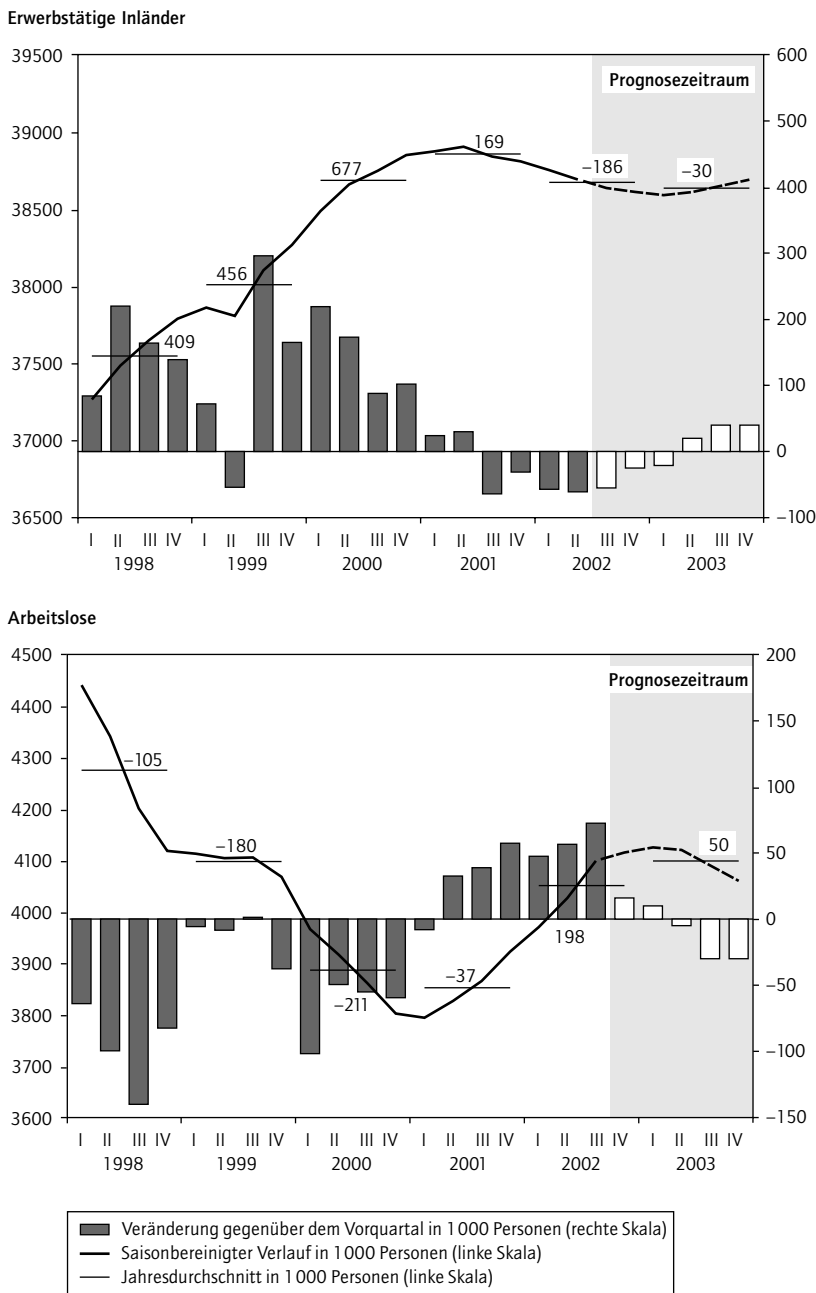 Erwerbstätige Inländer
39500 600
Prognosezeitraum
39000 500
677 169 –186 –30
38500 400
456
38000 300
409
37500 200
37000 100
0
36500 –100
I II III IV I II III IV I II III IV I II III IV I II III IV I II III IV
1998 1999 2000 2001 2002 2003
Arbeitslose
4500 200
Prognosezeitraum
4400 150
4300
–105 100
4200
–180 50
4100 50
4000 0
3900
–211 –37 198 –50
3800
3700 –100
3600 –150
I II III IV I II III IV I II III IV I II III IV I II III IV I II III IV
1998 1999 2000 2001 2002 2003
Veränderung gegenüber dem Vorquartal in 1000 Personen (rechte Skala)
Saisonbereinigter Verlauf in 1000 Personen (linke Skala)
Jahresdurchschnitt in 1000 Personen (linke Skala)